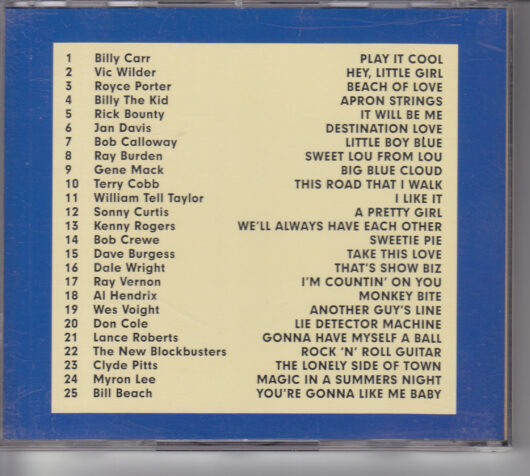 1 Billy Carr PLAY IT COOL
2 Vic Wilder HEY, LITTLE GIRL
3 Royce Porter BEACH OF LOVE
4 Billy The Kid APRON STRINGS
5 Rick Bounty IT WILL BE ME
6 Jan Davis DESTINATION LOVE
7 Bob Calloway LITTLE BOY BLUE
8 Ray Burden SWEET LOU FROM LOU
9 Gene Mack BIG BLUE CLOUD
10 Terry Cobb THIS ROAD THAT I WALK
11 William Tell Taylor I LIKE IT
12 Sonny Curtis A PRETTY GIRL
13 Kenny Rogers WE'LL ALWAYS HAVE EACH OTHER
14 Bob Crewe SWEETIE PIE
15 Dave Burgess TAKE THIS LOVE
16 Dale Wright THAT'S SHOW BIZ
17 Ray Vernon I'M COUNTIN' ON YOU
18 Al Hendrix MONKEY BITE
19 Wes Voight ANOTHER GUY'S LINE
20 Don Cole LIE DETECTOR MACHINE
21 Lance Roberts GONNA HAVE MYSELF A BALL
22 The New Blockbusters ROCK 'N' ROLL GUITAR
23 Clyde Pitts THE LONELY SIDE OF TOWN
24 Myron Lee MAGIC IN A SUMMERS NIGHT
25 Bill Beach YOU'RE GONNA LIKE ME BABY